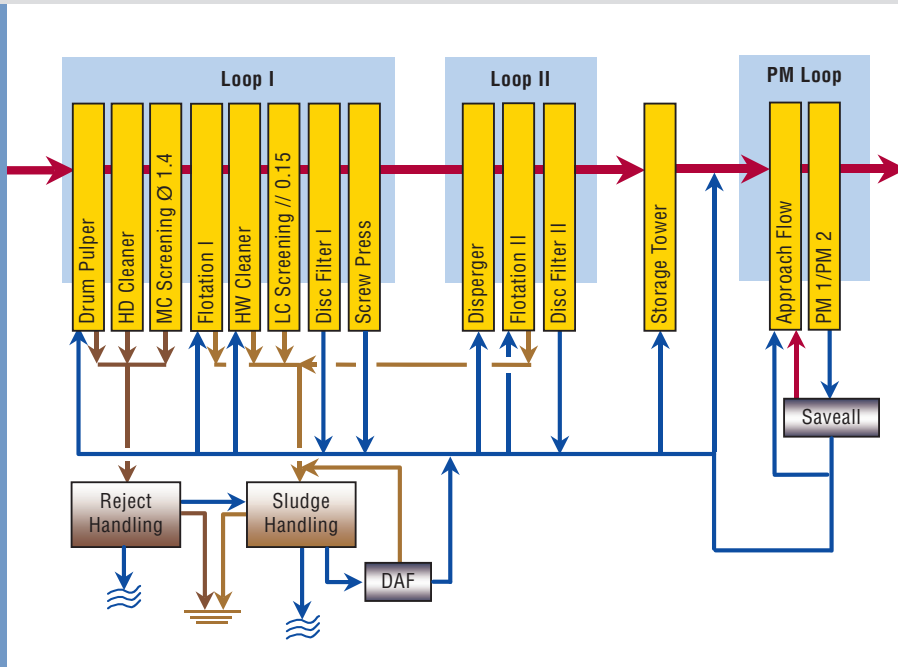 Loop I
Loop II
PM Loop
Drum Pulper
HD Cleaner
MC Screening Ø 1.4
Flotation I
HW Cleaner
LC Screening // 0.15
Disc Filter I
Screw Press
Disperger
Flotation II
Disc Filter II
Storage Tower
Approach Flow
PM 1/PM 2
Saveall
Reject
Handling
Sludge
Handling
DAF